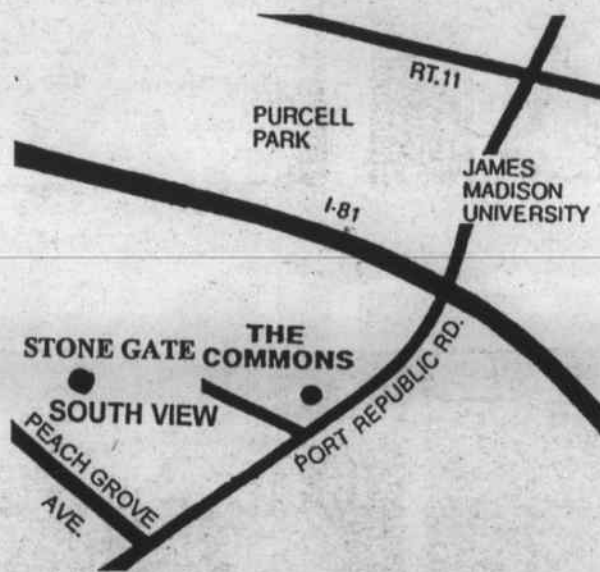 RT.11
PURCELL
PARK
JAMES
MADISON
UNIVERSITY
I-81
STONE GATE
THE
COMMONS
SOUTH VIEW
PORT REPUBLIC RD.
PEACH GROVE
AVE.